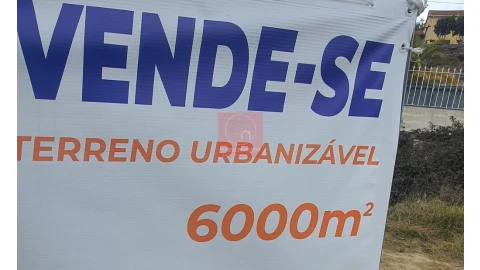 VENDE-SE
TERRENO URBANIZÁVEL
6000m²